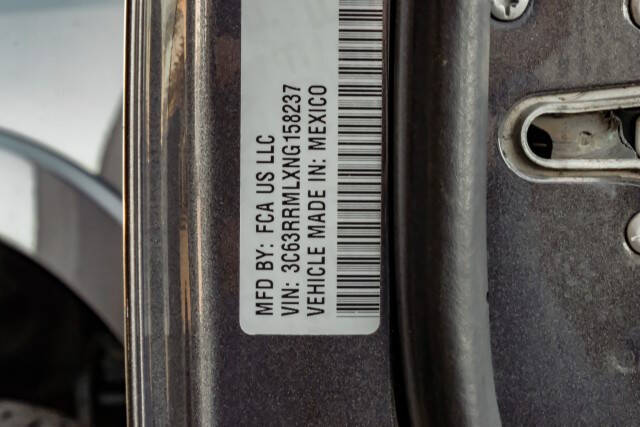 MFD BY: FCA US LLC
VIN: 3C63RRMLXNG158237
VEHICLE MADE IN: MEXICO